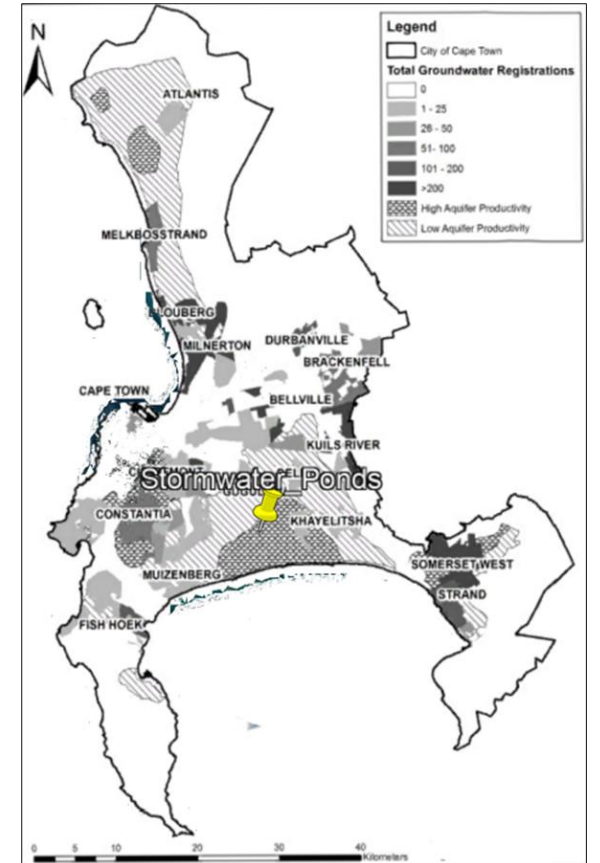 N
Legend
City of Cape Town
Total Groundwater Registrations
0
1 - 25
26 - 50
51- 100
101 - 200
>200
High Aquifer Productivity
Low Aquifer Productivity
ATLANTIS
MELKBOSSTRAND
BLOUBERG
MILNERTON
DURBANVILLE
BRACKENFELL
CAPE TOWN
BELLVILLE
KUILS RIVER
Stormwater_Ponds
CONSTANTIA
KHAYELITSHA
MUIZENBERG
SOMERSET WEST
STRAND
FISH HOEK
0 5 10 20 30 40
Kilometers